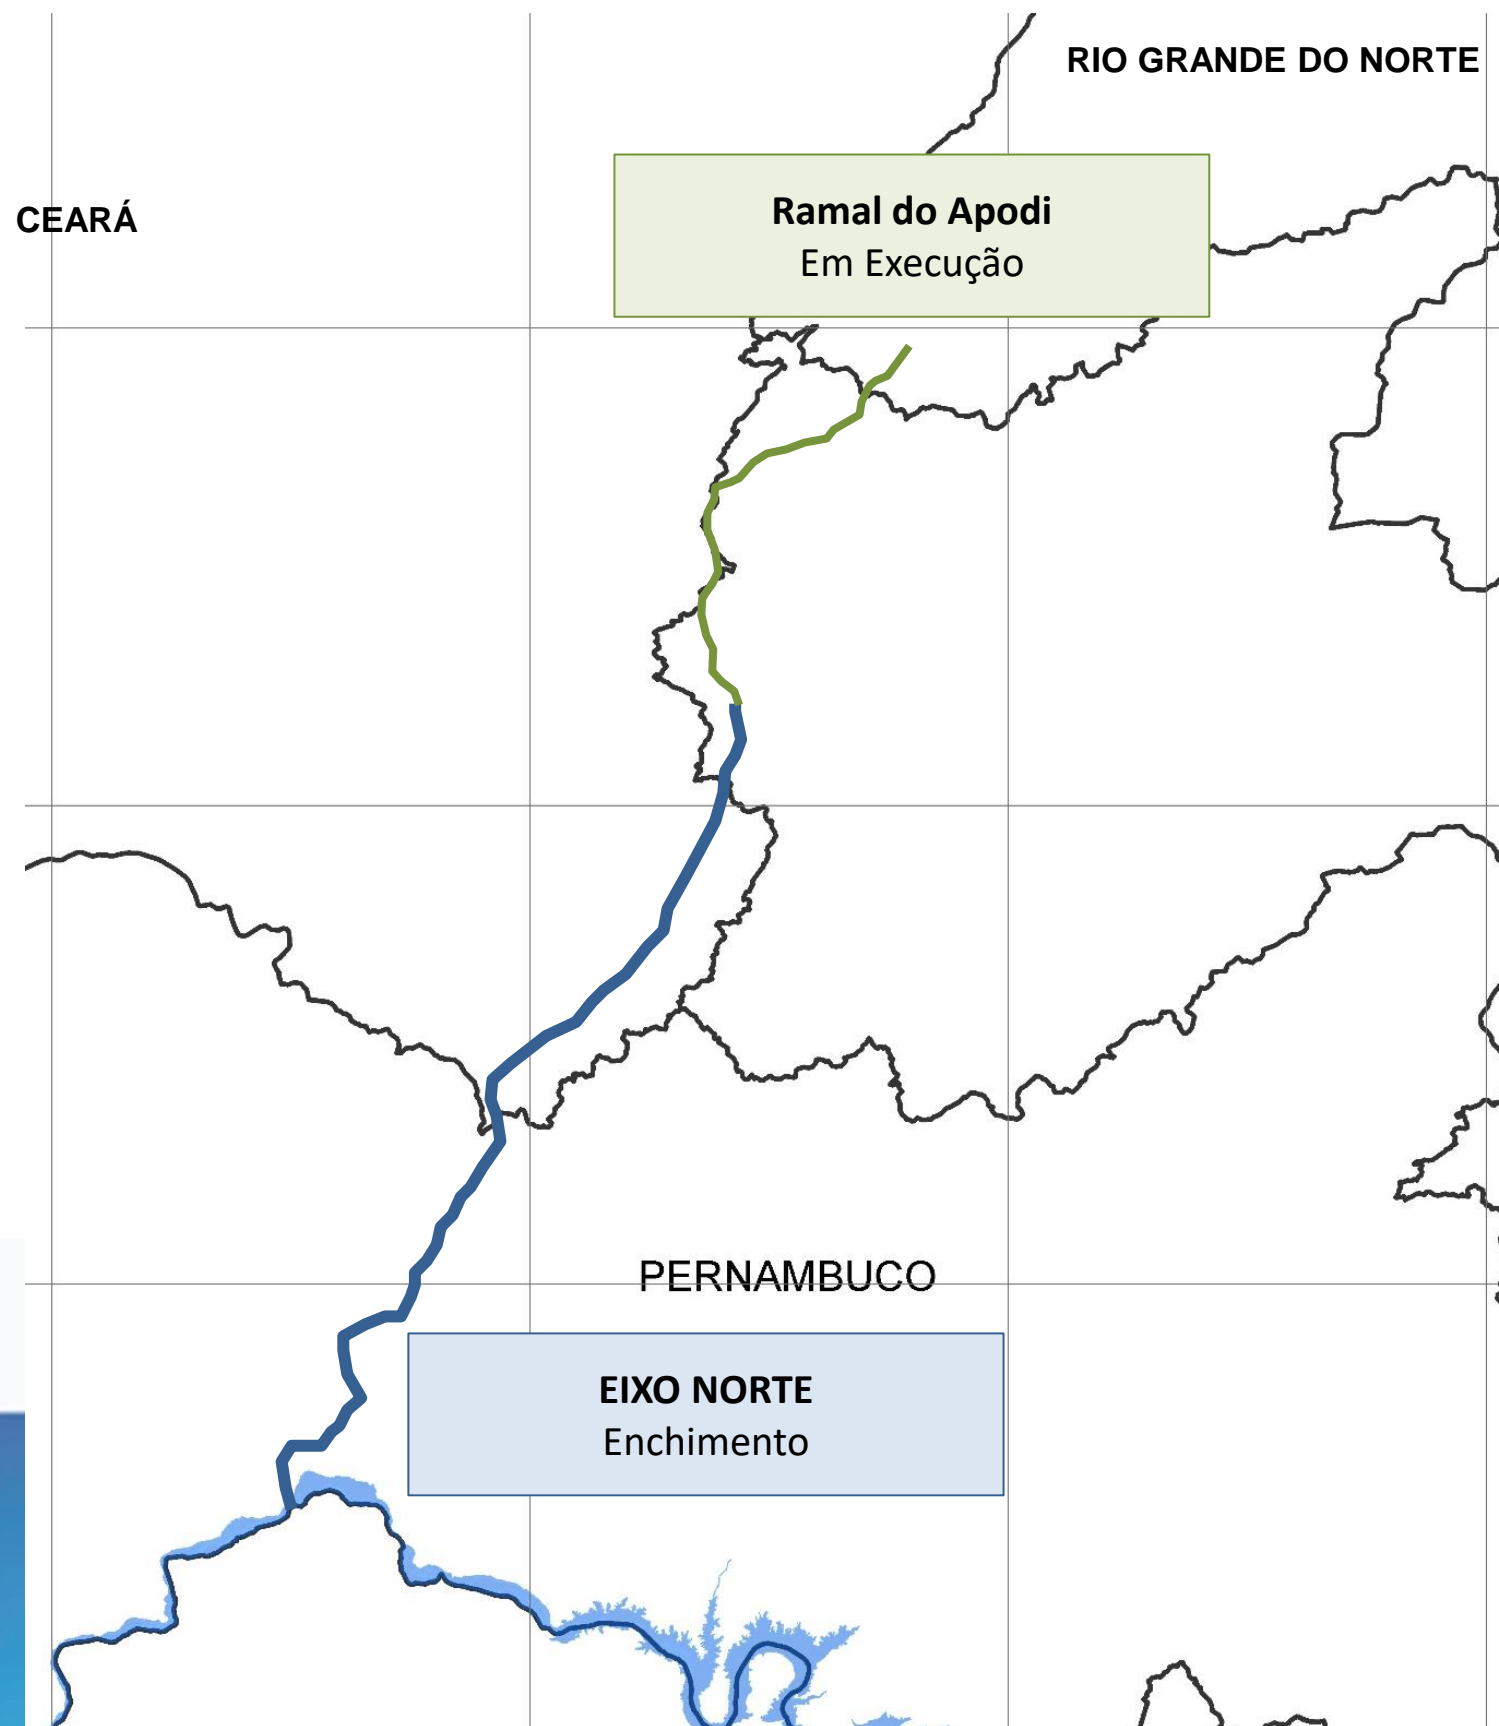 RIO GRANDE DO NORTE
CEARÁ
Ramal do Apodi
Em Execução
PERNAMBUCO
EIXO NORTE
Enchimento